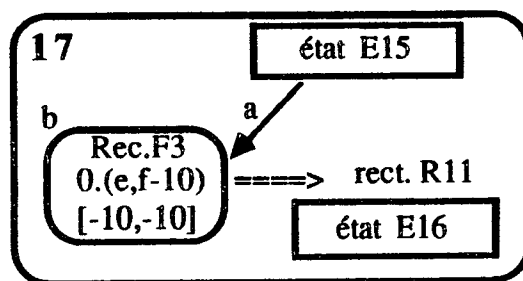 17
état E15
a
b
Rec.F3
0.(e,f-10)
[-10,-10]
====> rect. R11
état E16